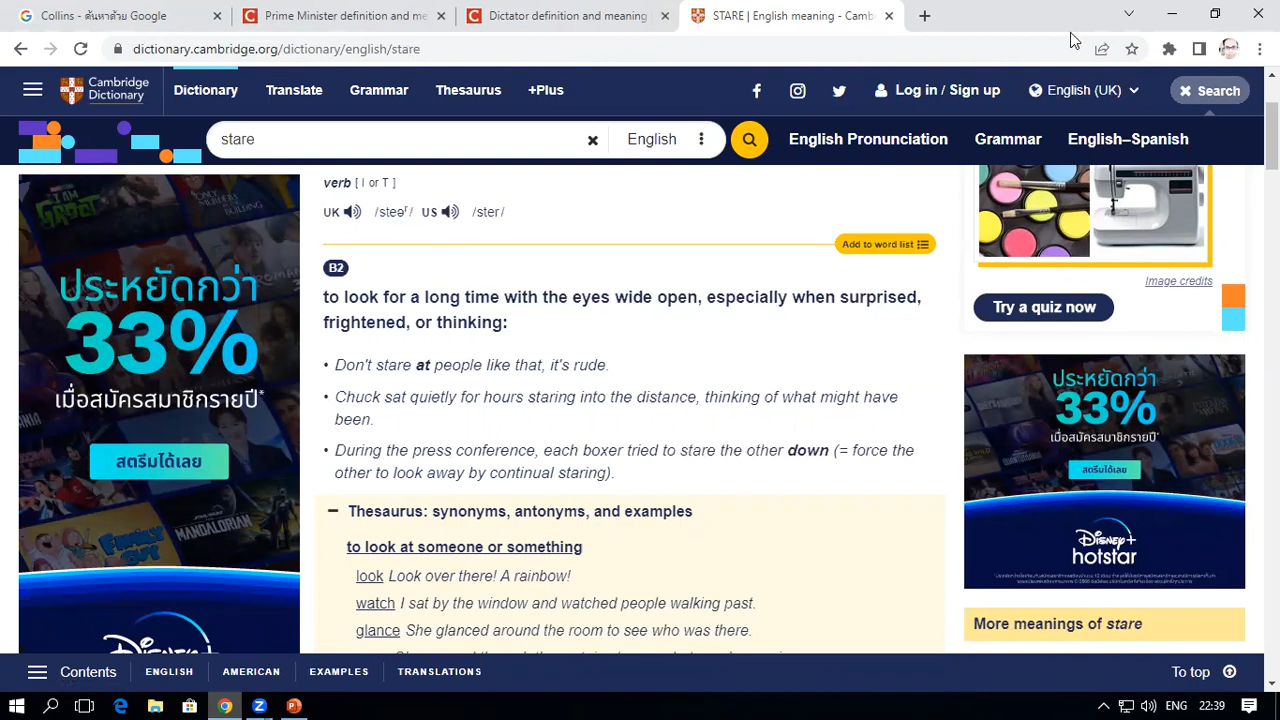 Collins - ค้นหาด้วย Google
Prime Minister definition and me
Dictator definition and meaning
STARE | English meaning - Camb
dictionary.cambridge.org/dictionary/english/stare
Cambridge
Dictionary
Dictionary
Translate
Grammar
Thesaurus
+Plus
Log in / Sign up
English (UK)
Search
stare
English
English Pronunciation
Grammar
English–Spanish
verb [ I or T ]
UK /steər/ US /ster/
Add to word list
B2
to look for a long time with the eyes wide open, especially when surprised,
frightened, or thinking:
• Don't stare at people like that, it's rude.
• Chuck sat quietly for hours staring into the distance, thinking of what might have
been.
• During the press conference, each boxer tried to stare the other down (= force the
other to look away by continual staring).
Thesaurus: synonyms, antonyms, and examples
to look at someone or something
look Look over there! A rainbow!
watch I sat by the window and watched people walking past.
glance She glanced around the room to see who was there.
ประหยัดกว่า
33%
เมื่อสมัครสมาชิกรายปี*
สตรีมได้เลย
FAMILY GUY
MANDALORIAN
Disney+
Image credits
Try a quiz now
ประหยัดกว่า
33%
เมื่อสมัครสมาชิกรายปี*
สตรีมได้เลย
Disney+
hotstar
More meanings of stare
Contents
ENGLISH
AMERICAN
EXAMPLES
TRANSLATIONS
To top
ENG
22:39